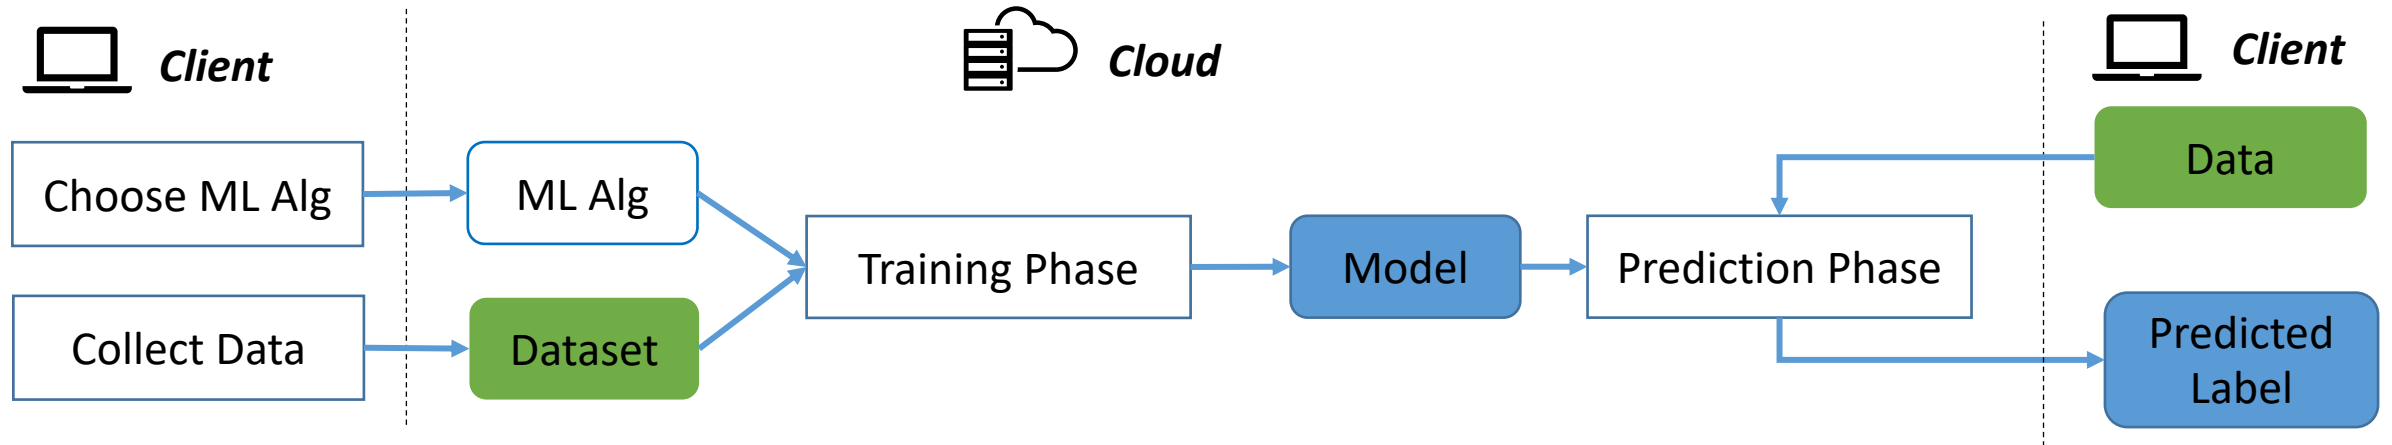 Client
Cloud
Client
Choose ML Alg
ML Alg
Data
Training Phase
Model
Prediction Phase
Collect Data
Dataset
Predicted
Label